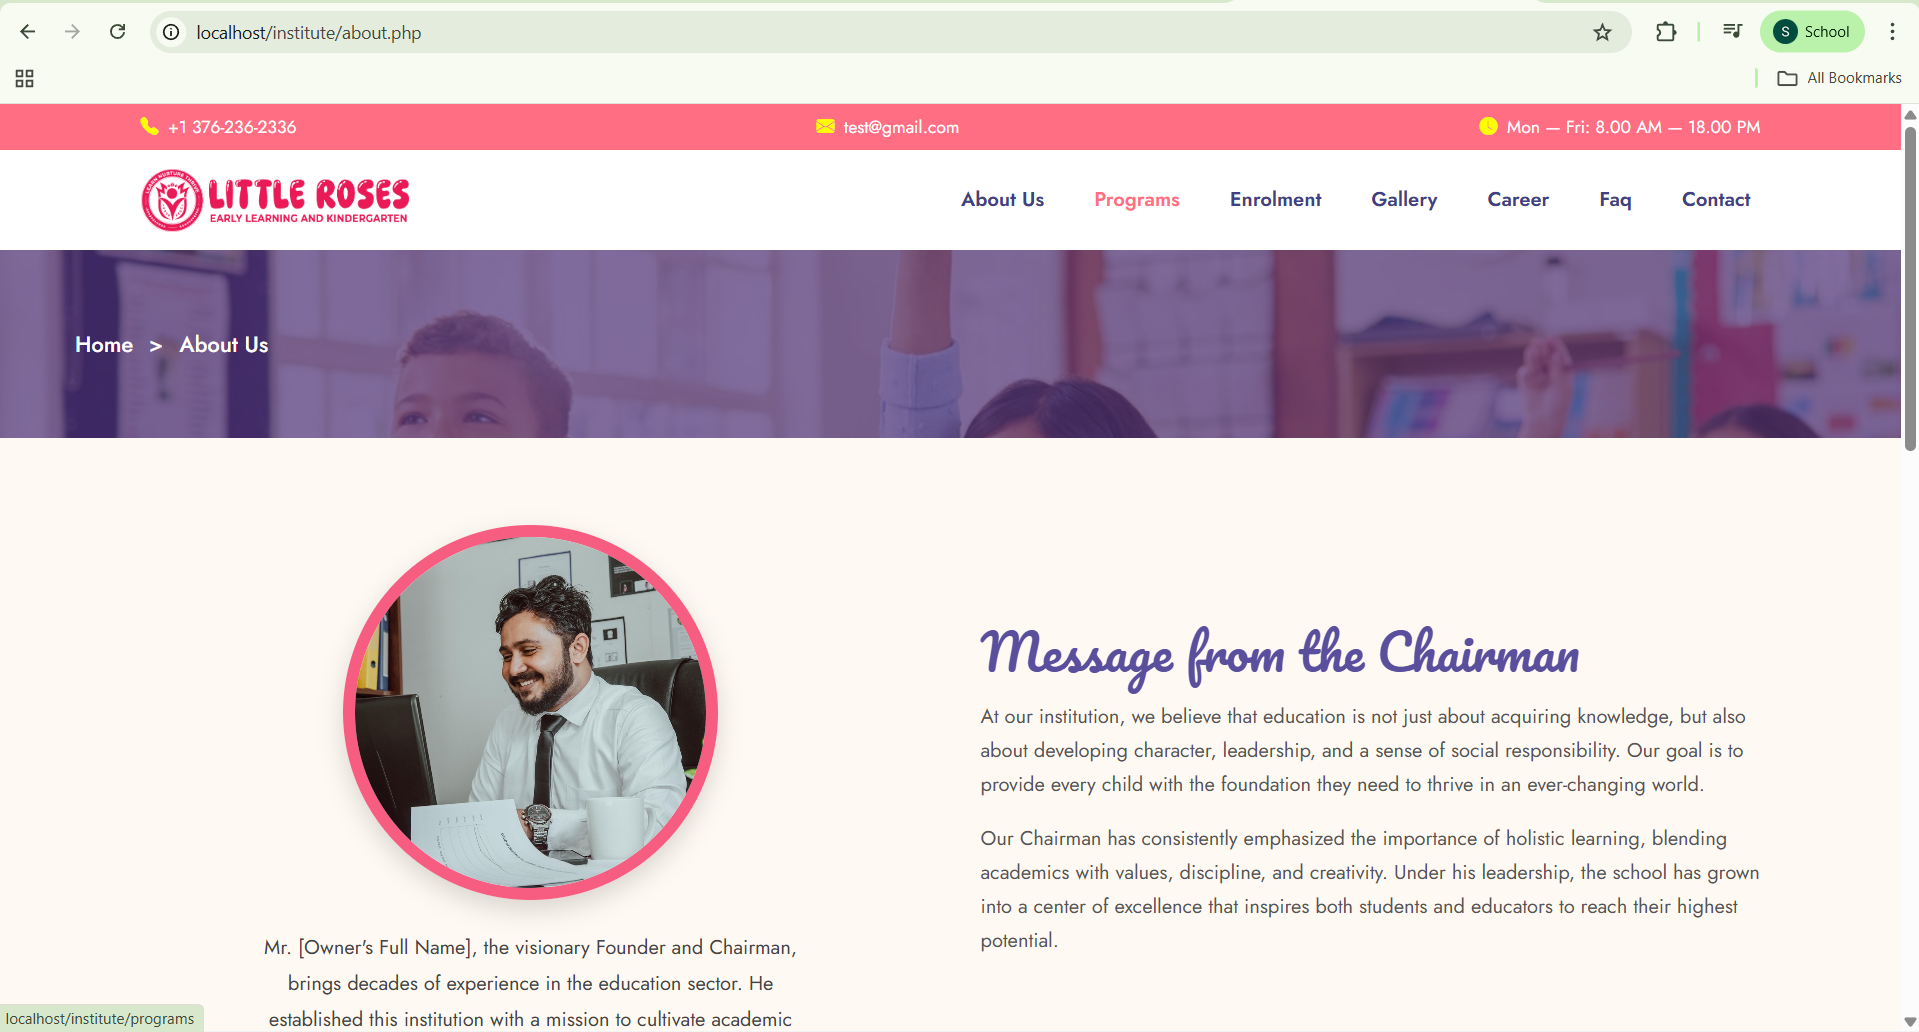 localhost/institute/about.php
S School
All Bookmarks
+1 376-236-2336
test@gmail.com
Mon — Fri: 8.00 AM — 18.00 PM
LEARN NURTURE THRIVE
LITTLE ROSES
EARLY LEARNING AND KINDERGARTEN
About Us Programs Enrolment Gallery Career Faq Contact
Home > About Us
Message from the Chairman
At our institution, we believe that education is not just about acquiring knowledge, but also
about developing character, leadership, and a sense of social responsibility. Our goal is to
provide every child with the foundation they need to thrive in an ever-changing world.
Our Chairman has consistently emphasized the importance of holistic learning, blending
academics with values, discipline, and creativity. Under his leadership, the school has grown
into a center of excellence that inspires both students and educators to reach their highest
potential.
Mr. [Owner's Full Name], the visionary Founder and Chairman,
brings decades of experience in the education sector. He
established this institution with a mission to cultivate academic
localhost/institute/programs